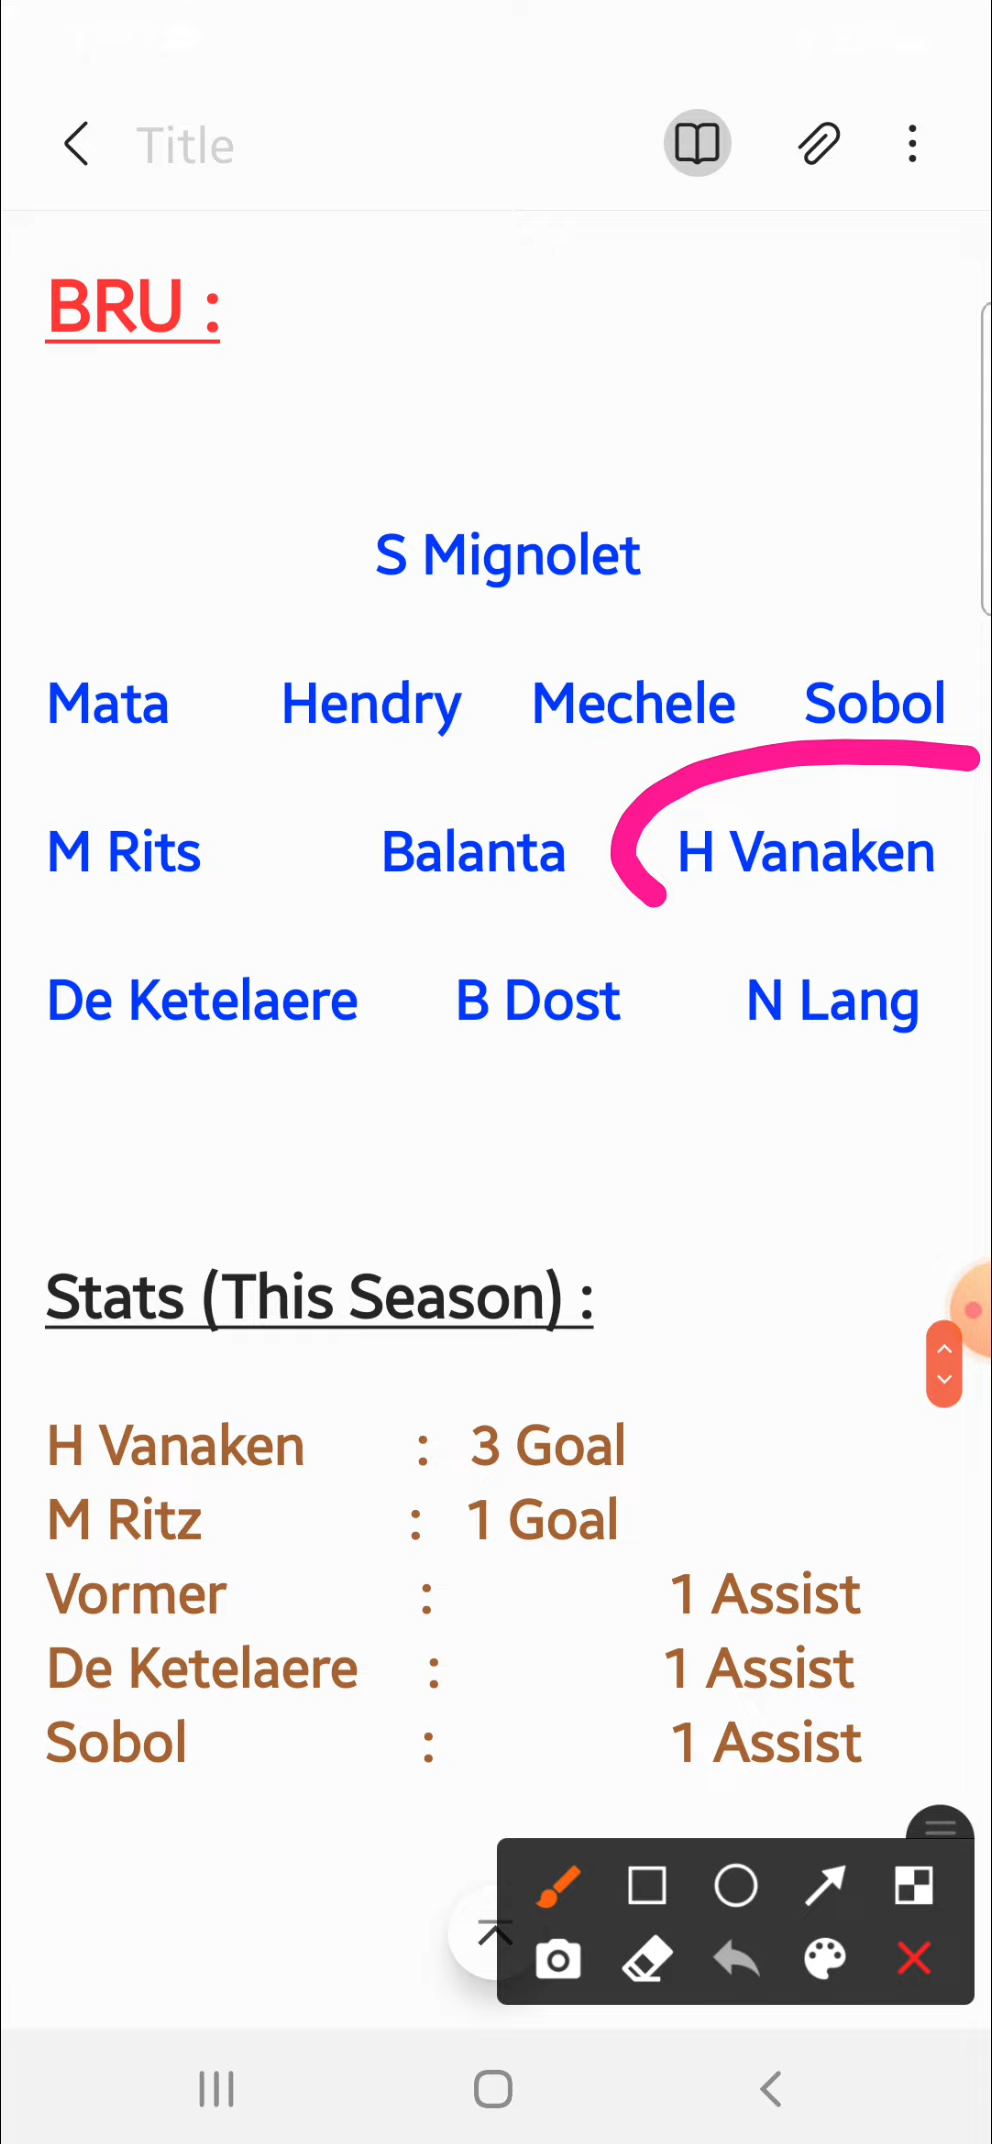 Title
BRU :
S Mignolet
Mata Hendry Mechele Sobol
M Rits Balanta H Vanaken
De Ketelaere B Dost N Lang
Stats (This Season) :
H Vanaken : 3 Goal
M Ritz : 1 Goal
Vormer : 1 Assist
De Ketelaere : 1 Assist
Sobol : 1 Assist